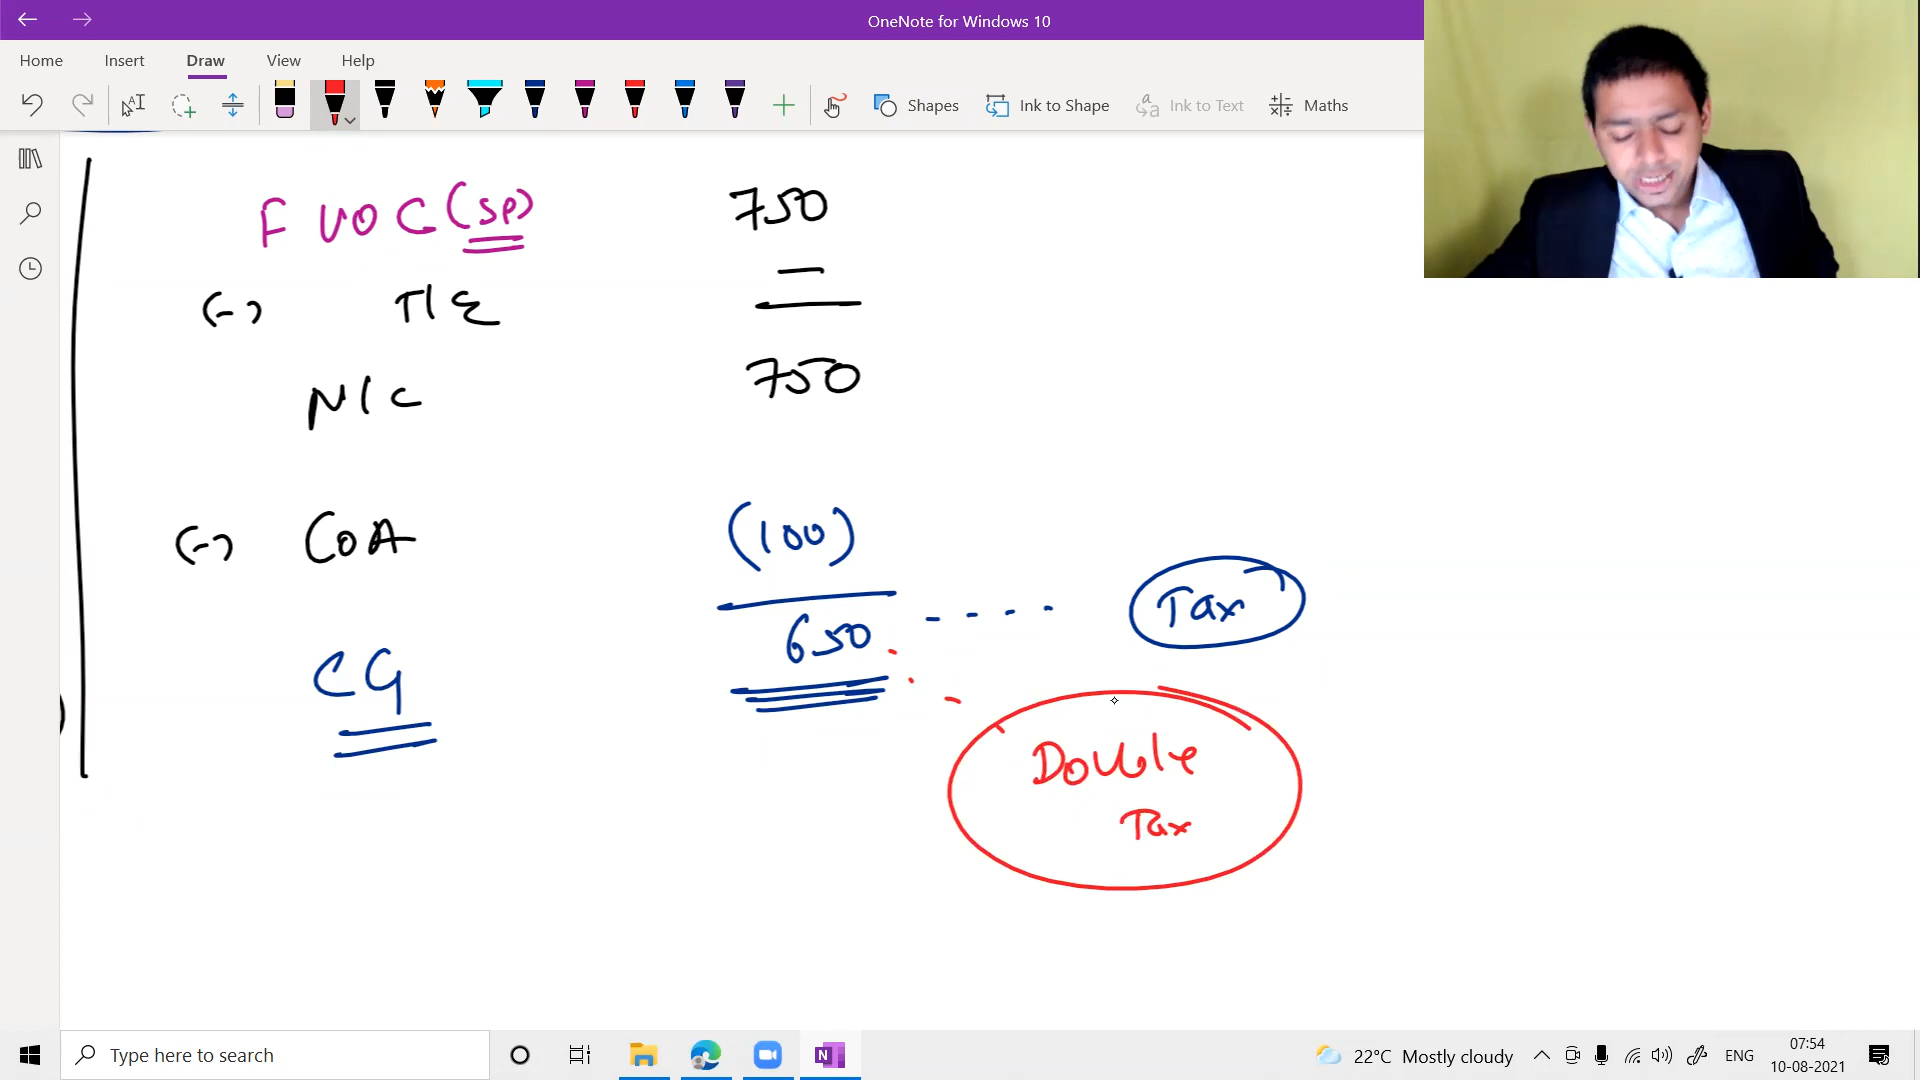 OneNote for Windows 10
Home Insert Draw View Help
Shapes Ink to Shape Ink to Text Maths
F VOC (SP) 750
(-) T/E —
N/C 750
(-) COA (100)
650 - - - - Tax
CG
Double
Tax
Type here to search
22°C Mostly cloudy ENG 07:54
10-08-2021